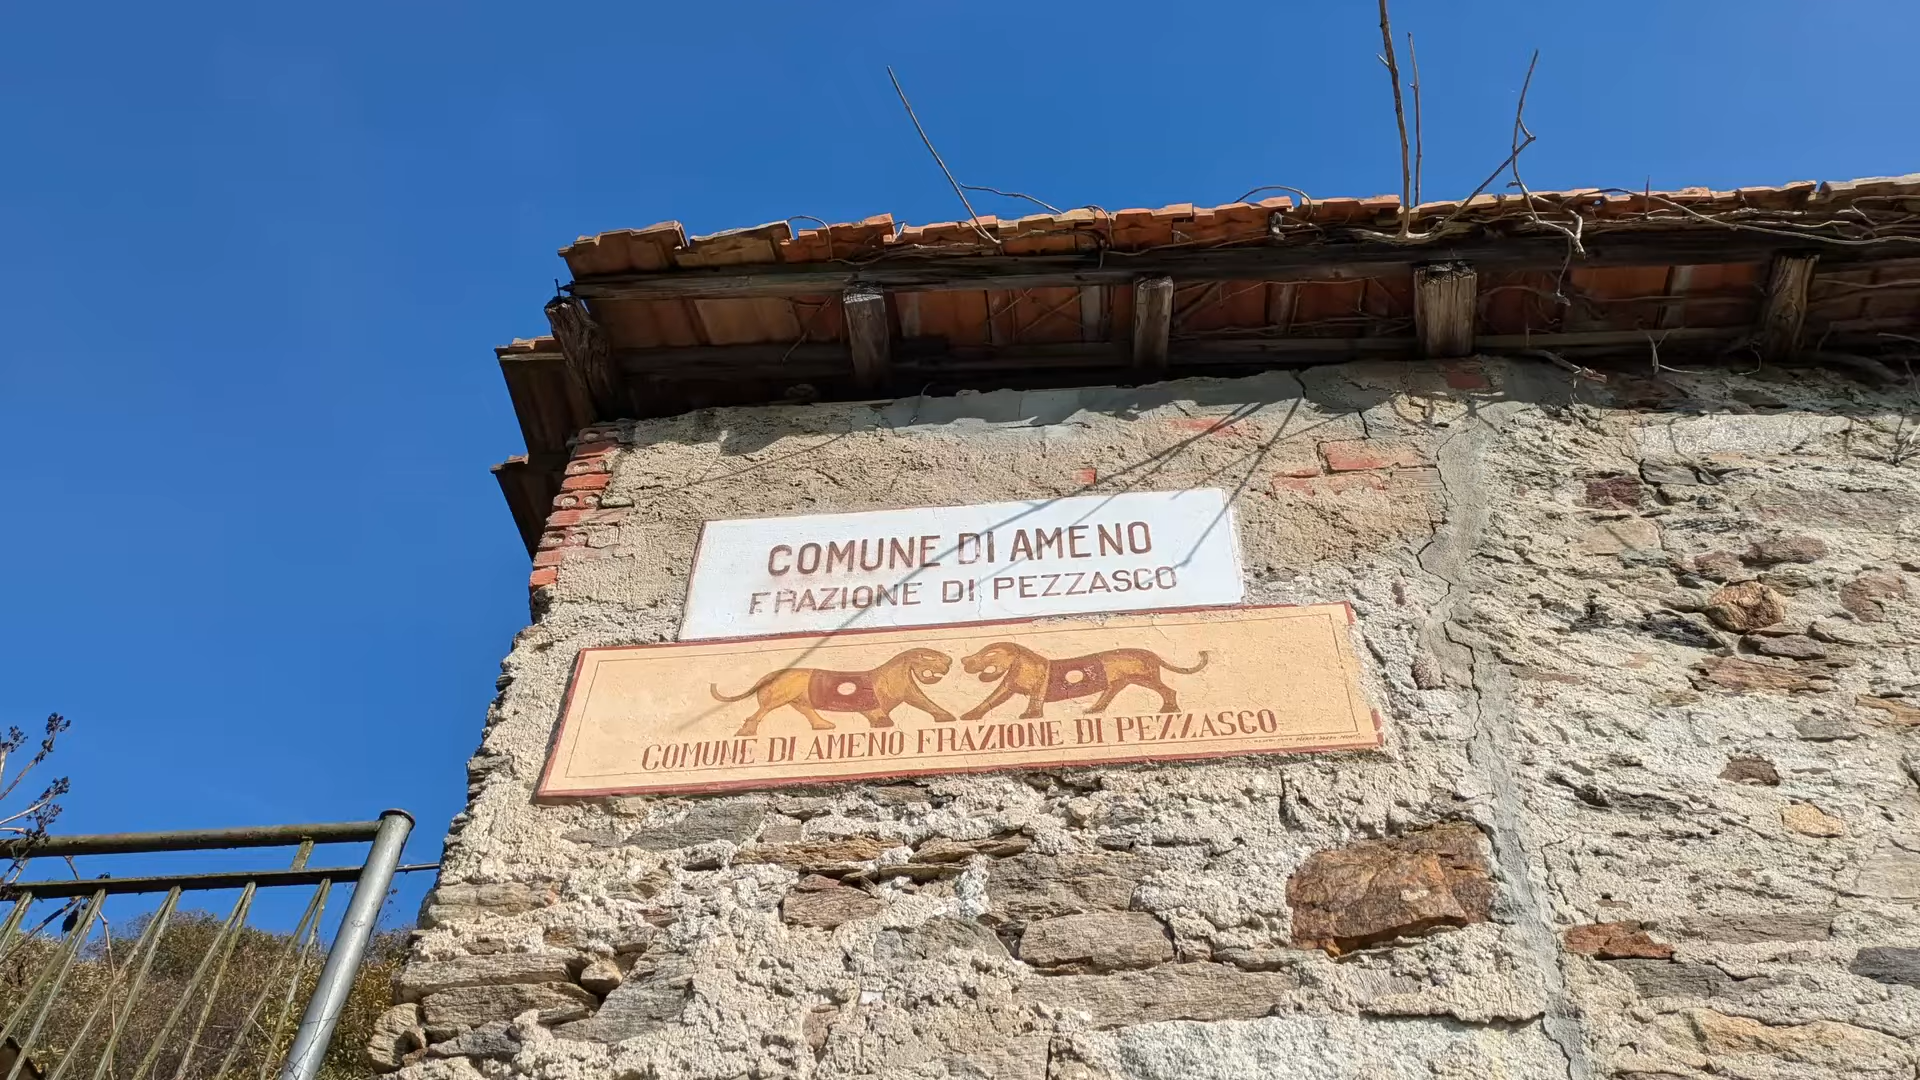 COMUNE DI AMENO
FRAZIONE DI PEZZASCO
COMUNE DI AMENO FRAZIONE DI PEZZASCO